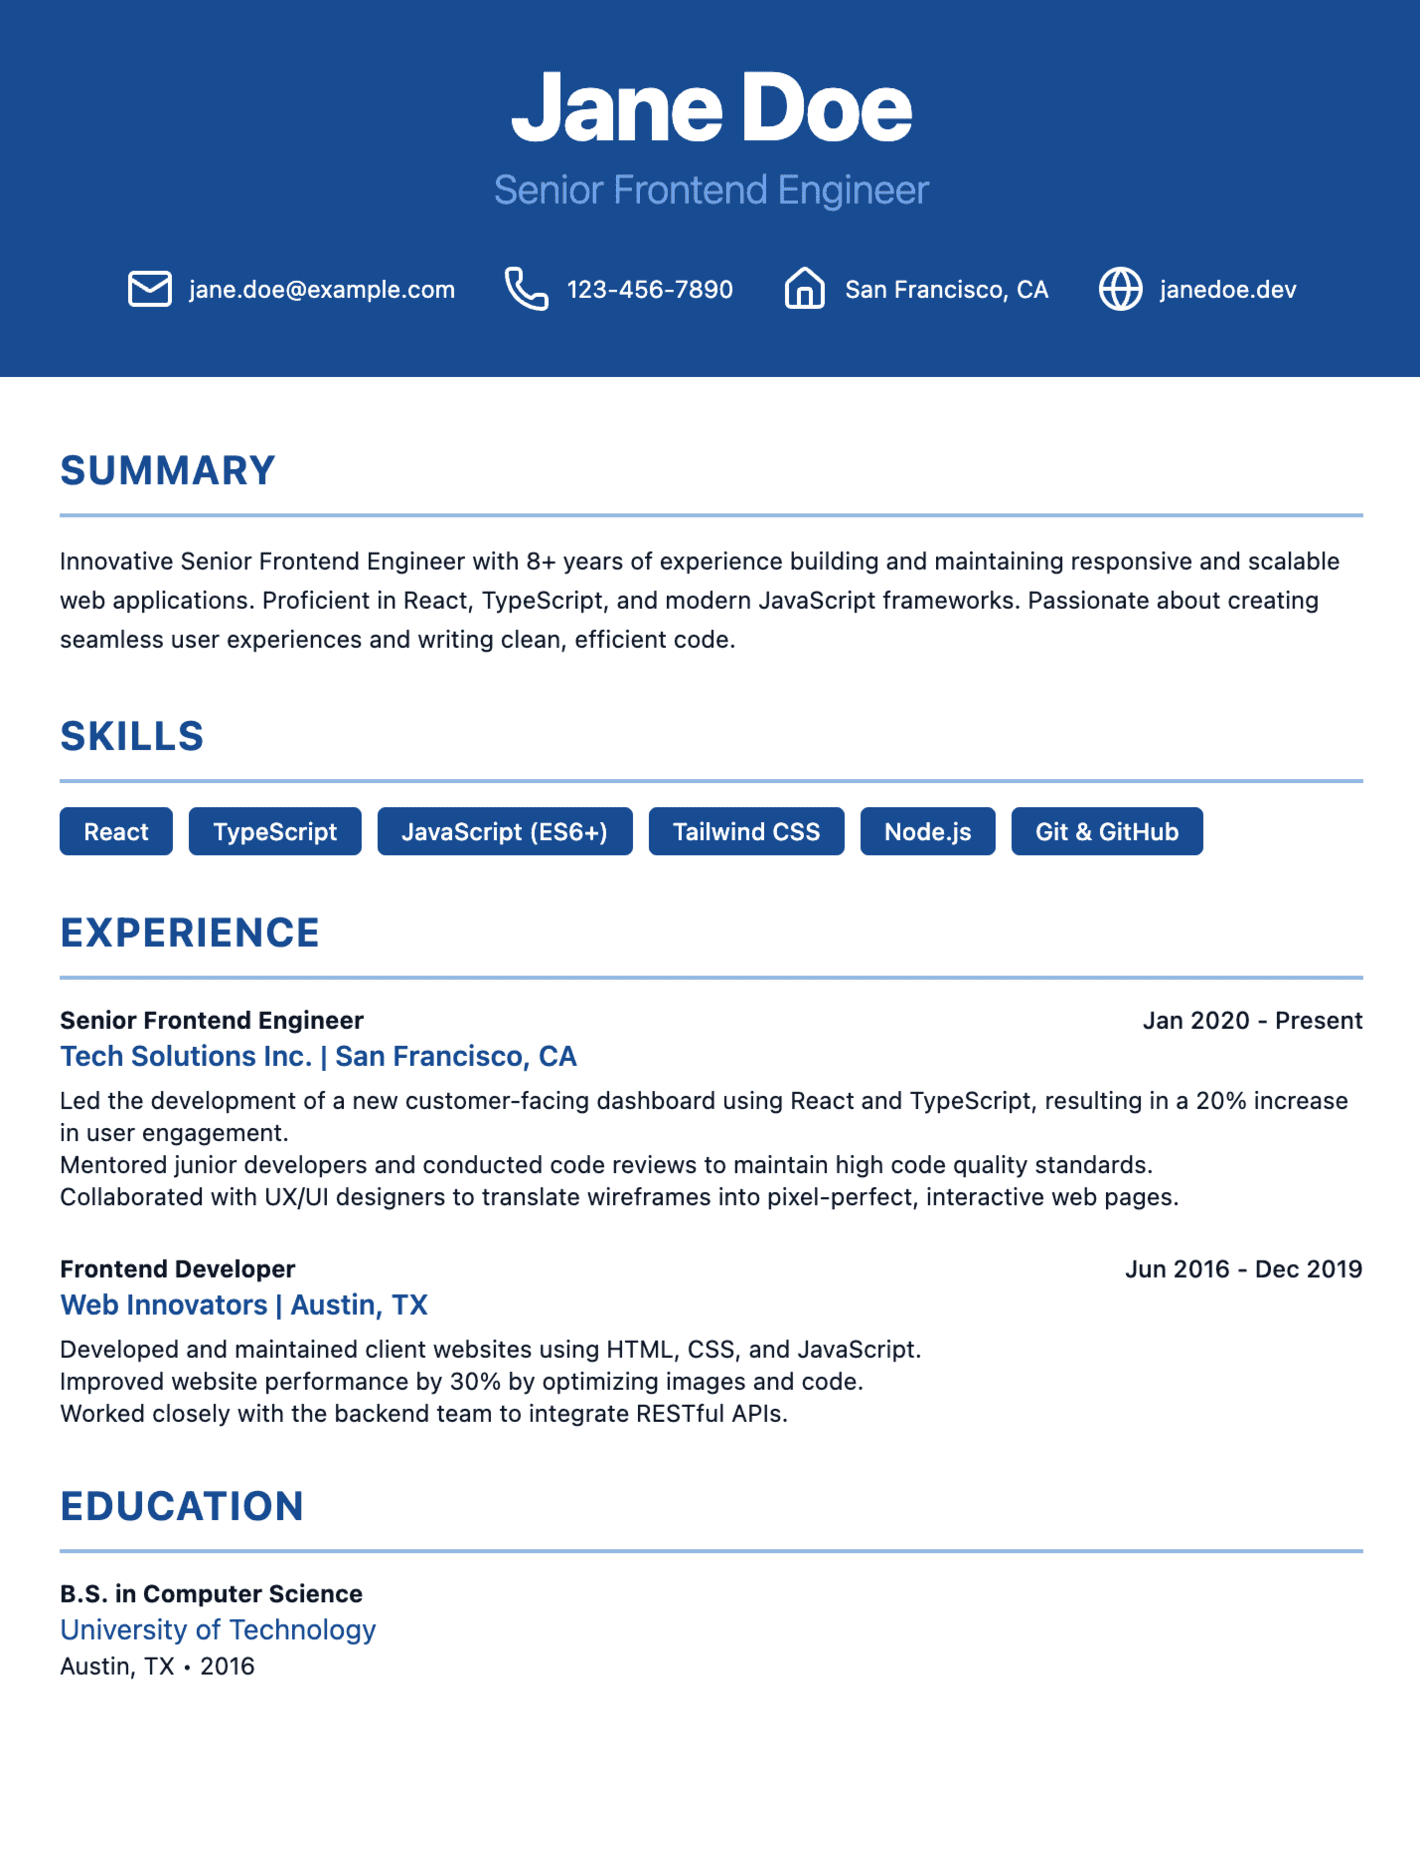 Jane Doe
Senior Frontend Engineer
jane.doe@example.com 123-456-7890 San Francisco, CA janedoe.dev
SUMMARY
Innovative Senior Frontend Engineer with 8+ years of experience building and maintaining responsive and scalable
web applications. Proficient in React, TypeScript, and modern JavaScript frameworks. Passionate about creating
seamless user experiences and writing clean, efficient code.
SKILLS
React TypeScript JavaScript (ES6+) Tailwind CSS Node.js Git & GitHub
EXPERIENCE
Senior Frontend Engineer Jan 2020 - Present
Tech Solutions Inc. | San Francisco, CA
Led the development of a new customer-facing dashboard using React and TypeScript, resulting in a 20% increase
in user engagement.
Mentored junior developers and conducted code reviews to maintain high code quality standards.
Collaborated with UX/UI designers to translate wireframes into pixel-perfect, interactive web pages.
Frontend Developer Jun 2016 - Dec 2019
Web Innovators | Austin, TX
Developed and maintained client websites using HTML, CSS, and JavaScript.
Improved website performance by 30% by optimizing images and code.
Worked closely with the backend team to integrate RESTful APIs.
EDUCATION
B.S. in Computer Science
University of Technology
Austin, TX • 2016